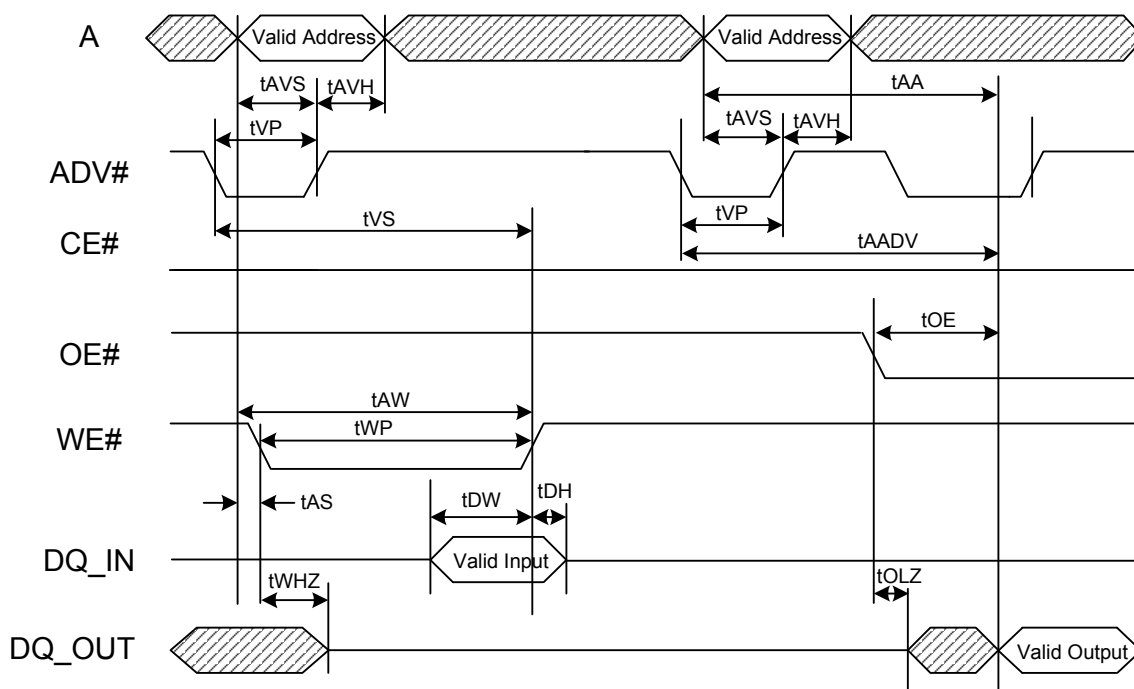 A
Valid Address
Valid Address
tAA
tAVS
tAVH
tAVS
tAVH
tVP
ADV#
tVS
tVP
CE#
tAADV
tOE
OE#
tAW
WE#
tWP
tAS
tDW
tDH
DQ_IN
Valid Input
tWHZ
tOLZ
DQ_OUT
Valid Output